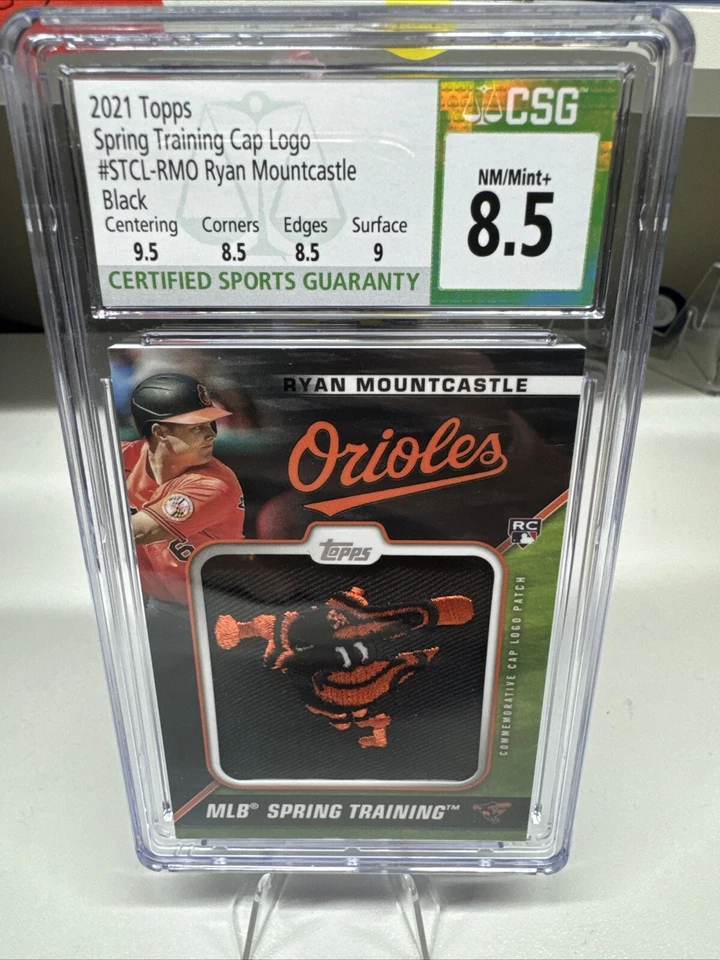 2021 Topps
Spring Training Cap Logo
#STCL-RMO Ryan Mountcastle
Black
Centering Corners Edges Surface
9.5 8.5 8.5 9
CERTIFIED SPORTS GUARANTY
CSG™
NM/Mint+
8.5
RYAN MOUNTCASTLE
Orioles
RC
Topps
6
COMMEMORATIVE CAP LOGO PATCH
MLB® SPRING TRAINING™